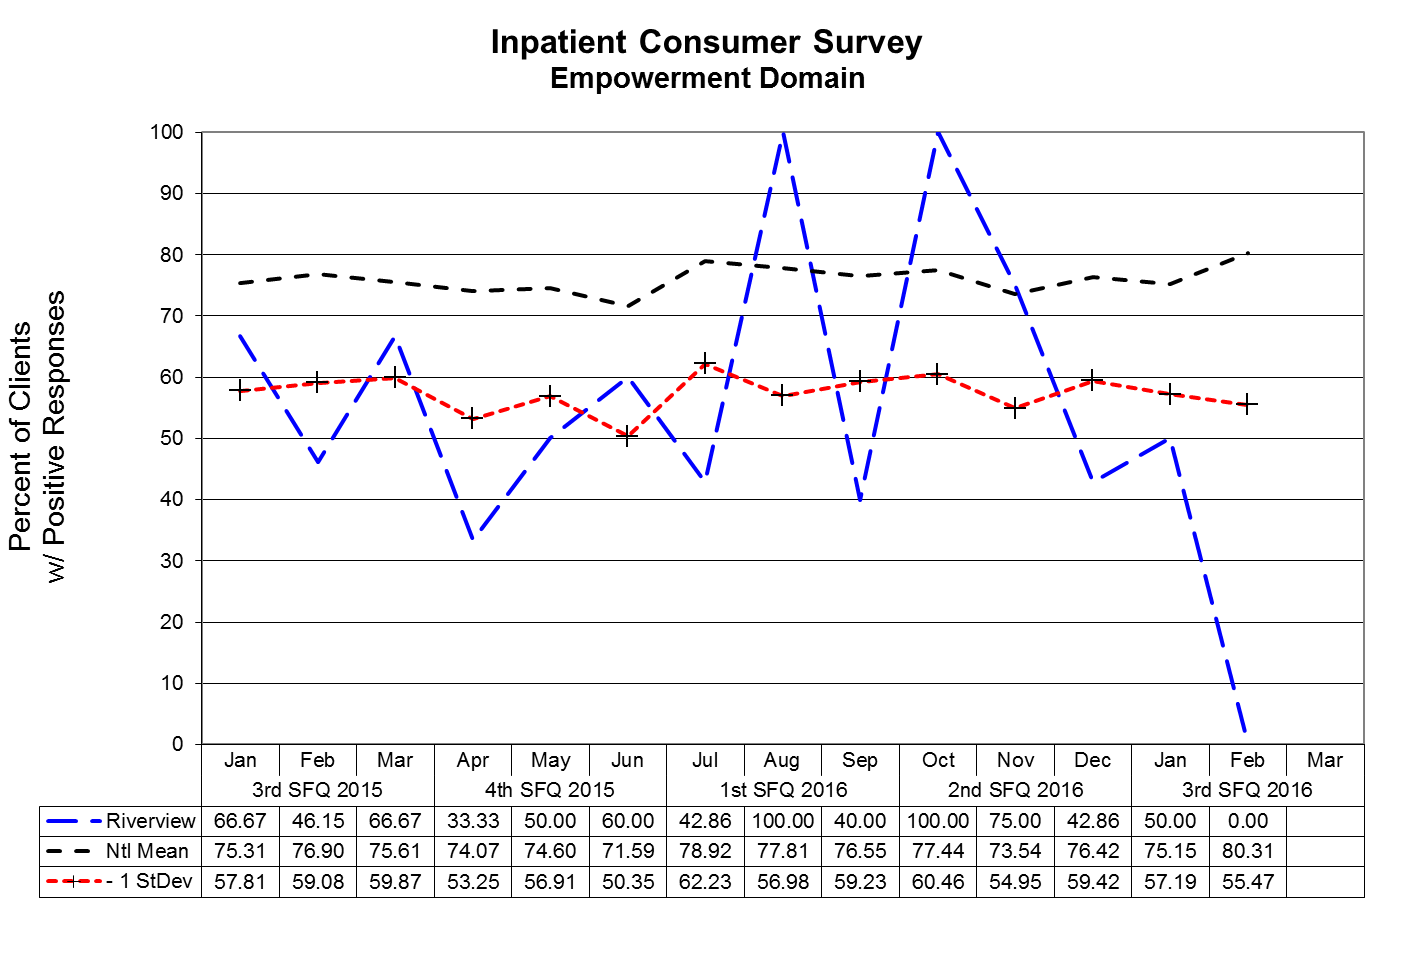 Inpatient Consumer Survey
Empowerment Domain
Percent of Clients
w/ Positive Responses
100
90
80
70
60
50
40
30
20
10
0
Jan Feb Mar Apr May Jun Jul Aug Sep Oct Nov Dec Jan Feb Mar
3rd SFQ 2015 4th SFQ 2015 1st SFQ 2016 2nd SFQ 2016 3rd SFQ 2016
Riverview 66.67 46.15 66.67 33.33 50.00 60.00 42.86 100.00 40.00 100.00 75.00 42.86 50.00 0.00
Ntl Mean 75.31 76.90 75.61 74.07 74.60 71.59 78.92 77.81 76.55 77.44 73.54 76.42 75.15 80.31
- 1 StDev 57.81 59.08 59.87 53.25 56.91 50.35 62.23 56.98 59.23 60.46 54.95 59.42 57.19 55.47